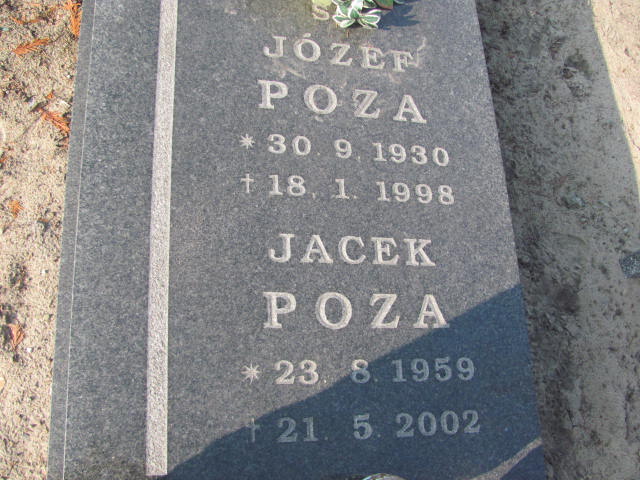 JÓZEF
POZA
* 30. 9. 1930
† 18. 1. 1998
JACEK
POZA
* 23. 8. 1959
† 21. 5. 2002